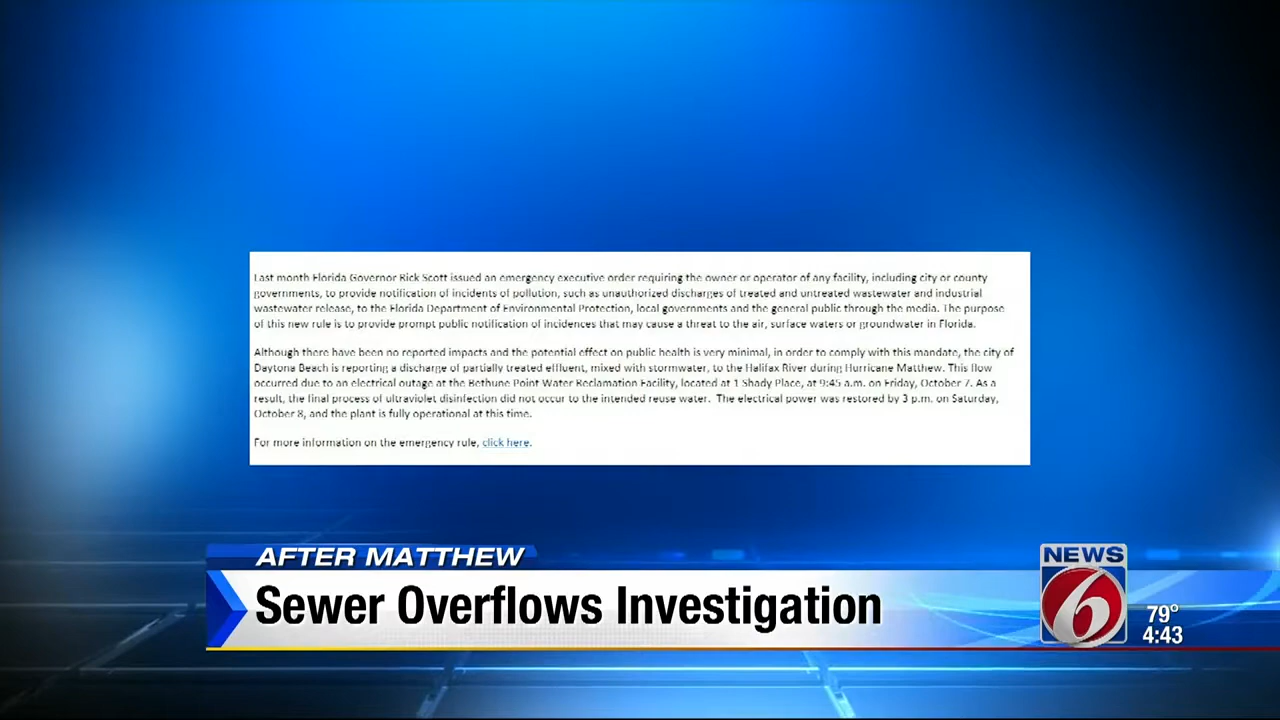 Last month Florida Governor Rick Scott issued an emergency executive order requiring the owner or operator of any facility, including city or county
governments, to provide notification of incidents of pollution, such as unauthorized discharges of treated and untreated wastewater and industrial
wastewater release, to the Florida Department of Environmental Protection, local governments and the general public through the media. The purpose
of this new rule is to provide prompt public notification of incidences that may cause a threat to the air, surface waters or groundwater in Florida.
Although there have been no reported impacts and the potential effect on public health is very minimal, in order to comply with this mandate, the city of
Daytona Beach is reporting a discharge of partially treated effluent, mixed with stormwater, to the Halifax River during Hurricane Matthew. This flow
occurred due to an electrical outage at the Bethune Point Water Reclamation Facility, located at 1 Shady Place, at 9:45 a.m. on Friday, October 7. As a
result, the final process of ultraviolet disinfection did not occur to the intended reuse water. The electrical power was restored by 3 p.m. on Saturday,
October 8, and the plant is fully operational at this time.
For more information on the emergency rule, click here.
AFTER MATTHEW
Sewer Overflows Investigation
NEWS
6
79°
4:43